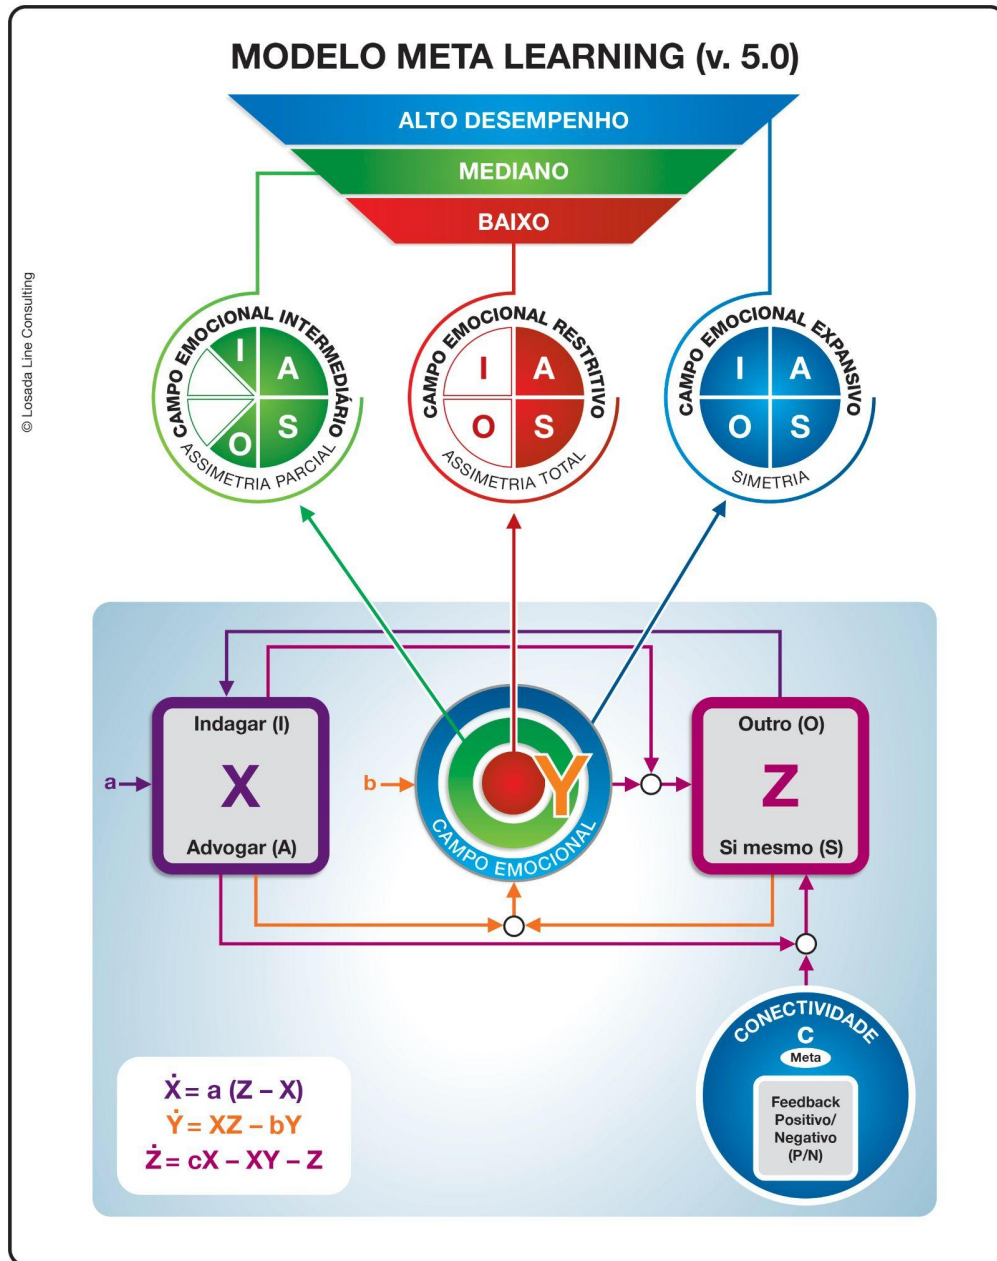 MODELO META LEARNING (v. 5.0)
ALTO DESEMPENHO
MEDIANO
BAIXO
© Losada Line Consulting
CAMPO EMOCIONAL INTERMEDIÁRIO
I
A
O
S
ASSIMETRIA PARCIAL
CAMPO EMOCIONAL RESTRITIVO
I
A
O
S
ASSIMETRIA TOTAL
CAMPO EMOCIONAL EXPANSIVO
I
A
O
S
SIMETRIA
a
Indagar (I)
X
Advogar (A)
b
Y
CAMPO EMOCIONAL
Outro (O)
Z
Si mesmo (S)
CONECTIVIDADE
C
Meta
Feedback
Positivo/
Negativo
(P/N)
Ẋ = a (Z – X)
Ẏ = XZ – bY
Ż = cX – XY – Z